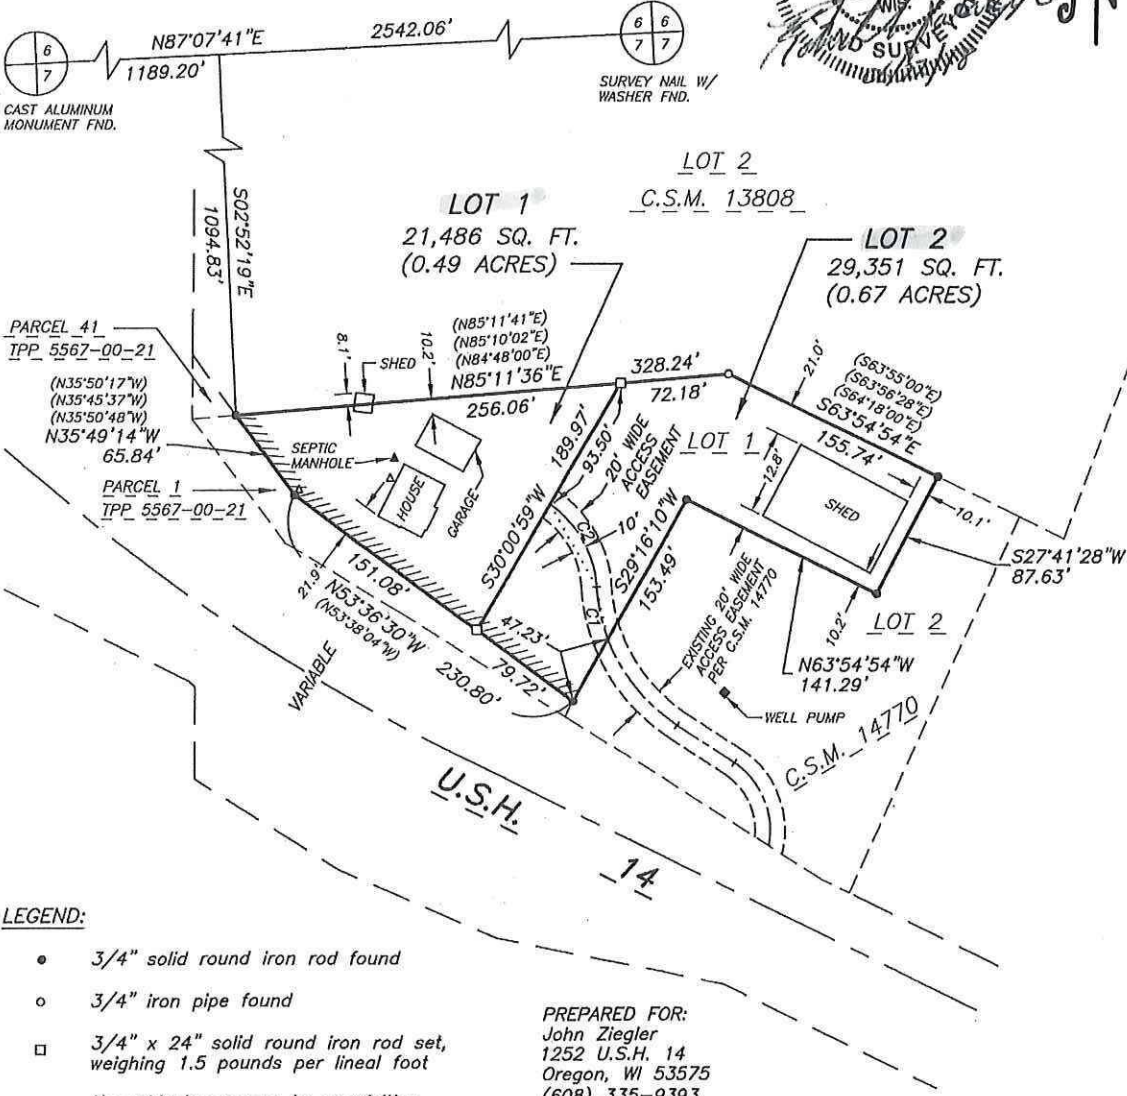 WIS.
LAND SURVEYOR
N87°07'41"E
2542.06'
1189.20'
6 7
6 6
7 7
CAST ALUMINUM
MONUMENT FND.
SURVEY NAIL W/
WASHER FND.
S02°52'19"E
1094.83'
LOT 2
C.S.M. 13808
LOT 1
21,486 SQ. FT.
(0.49 ACRES)
LOT 2
29,351 SQ. FT.
(0.67 ACRES)
PARCEL 41
TPP 5567-00-21
(N35°50'17"W)
(N35°45'37"W)
(N35°50'48"W)
N35°49'14"W
65.84'
PARCEL 1
TPP 5567-00-21
8.1'
SHED
10.2'
(N85°11'41"E)
(N85°10'02"E)
(N84°48'00"E)
N85°11'36"E
256.06'
328.24'
72.18'
21.0'
(S63°55'00"E)
(S63°56'28"E)
(S64°18'00"E)
S63°54'54"E
155.74'
SEPTIC
MANHOLE
HOUSE
GARAGE
189.97'
93.50'
S30°00'59"W
20' WIDE
ACCESS
EASEMENT
LOT 1
12.8'
SHED
10.1'
S27°41'28"W
87.63'
C2
10'
C1
S29°16'10"W
153.49'
EXISTING 20' WIDE
ACCESS EASEMENT
PER C.S.M. 14770
10.2'
LOT 2
N63°54'54"W
141.29'
21.9'
151.08'
N53°36'30"W
(N53°38'04"W)
47.23'
79.72'
230.80'
VARIABLE
WELL PUMP
C.S.M. 14770
U.S.H.
14
LEGEND:
3/4" solid round iron rod found
3/4" iron pipe found
3/4" x 24" solid round iron rod set,
weighing 1.5 pounds per lineal foot
PREPARED FOR:
John Ziegler
1252 U.S.H. 14
Oregon, WI 53575
(608) 335-9393